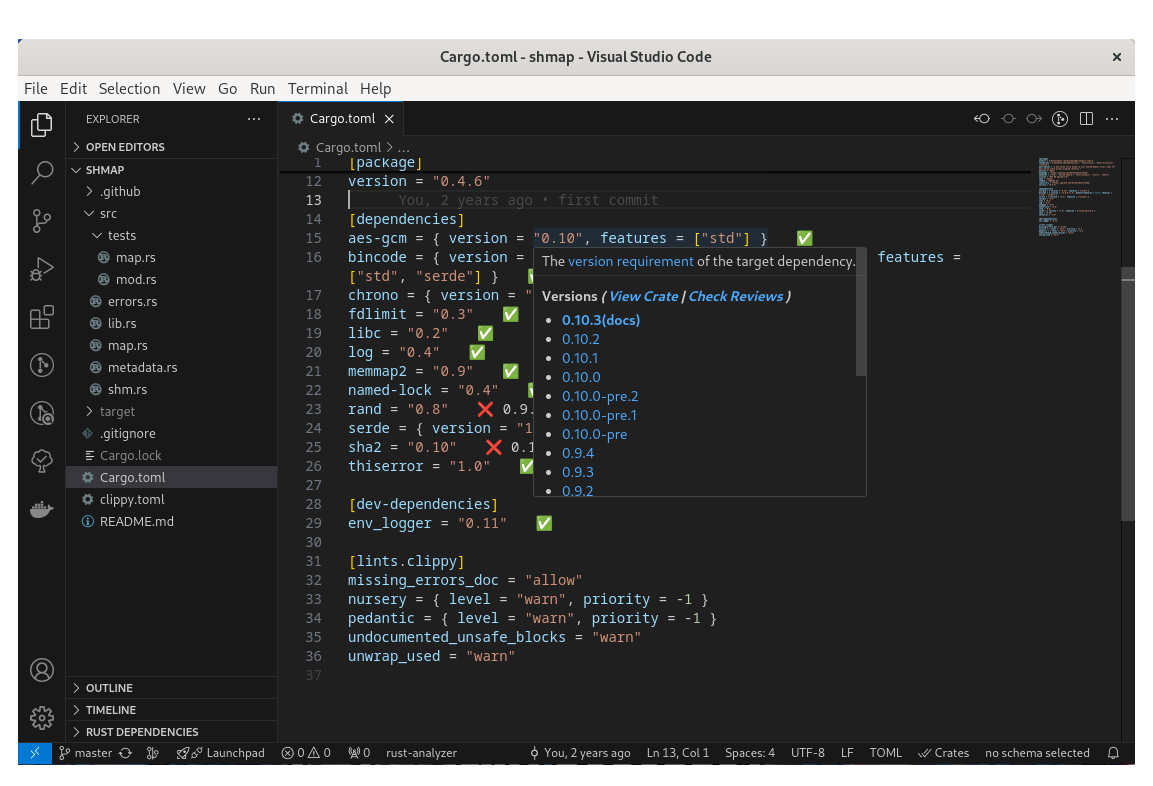 Cargo.toml - shmap - Visual Studio Code
File Edit Selection View Go Run Terminal Help
EXPLORER
OPEN EDITORS
SHMAP
.github
src
tests
map.rs
mod.rs
errors.rs
lib.rs
map.rs
metadata.rs
shm.rs
target
.gitignore
Cargo.lock
Cargo.toml
clippy.toml
README.md
OUTLINE
TIMELINE
RUST DEPENDENCIES
Cargo.toml
Cargo.toml > ...
1 [package]
12 version = "0.4.6"
13 You, 2 years ago • first commit
14 [dependencies]
15 aes-gcm = { version = "0.10", features = ["std"] } ✅
16 bincode = { version = features =
["std", "serde"] }
17 chrono = { version = "
18 fdlimit = "0.3" ✅
19 libc = "0.2" ✅
20 log = "0.4" ✅
21 memmap2 = "0.9" ✅
22 named-lock = "0.4"
23 rand = "0.8" ❌ 0.9.
24 serde = { version = "1
25 sha2 = "0.10" ❌ 0.1
26 thiserror = "1.0" ✅
27
28 [dev-dependencies]
29 env_logger = "0.11" ✅
30
31 [lints.clippy]
32 missing_errors_doc = "allow"
33 nursery = { level = "warn", priority = -1 }
34 pedantic = { level = "warn", priority = -1 }
35 undocumented_unsafe_blocks = "warn"
36 unwrap_used = "warn"
37
The version requirement of the target dependency.
Versions ( View Crate | Check Reviews )
• 0.10.3(docs)
• 0.10.2
• 0.10.1
• 0.10.0
• 0.10.0-pre.2
• 0.10.0-pre.1
• 0.10.0-pre
• 0.9.4
• 0.9.3
• 0.9.2
master Launchpad 0 0 0 rust-analyzer You, 2 years ago Ln 13, Col 1 Spaces: 4 UTF-8 LF TOML Crates no schema selected